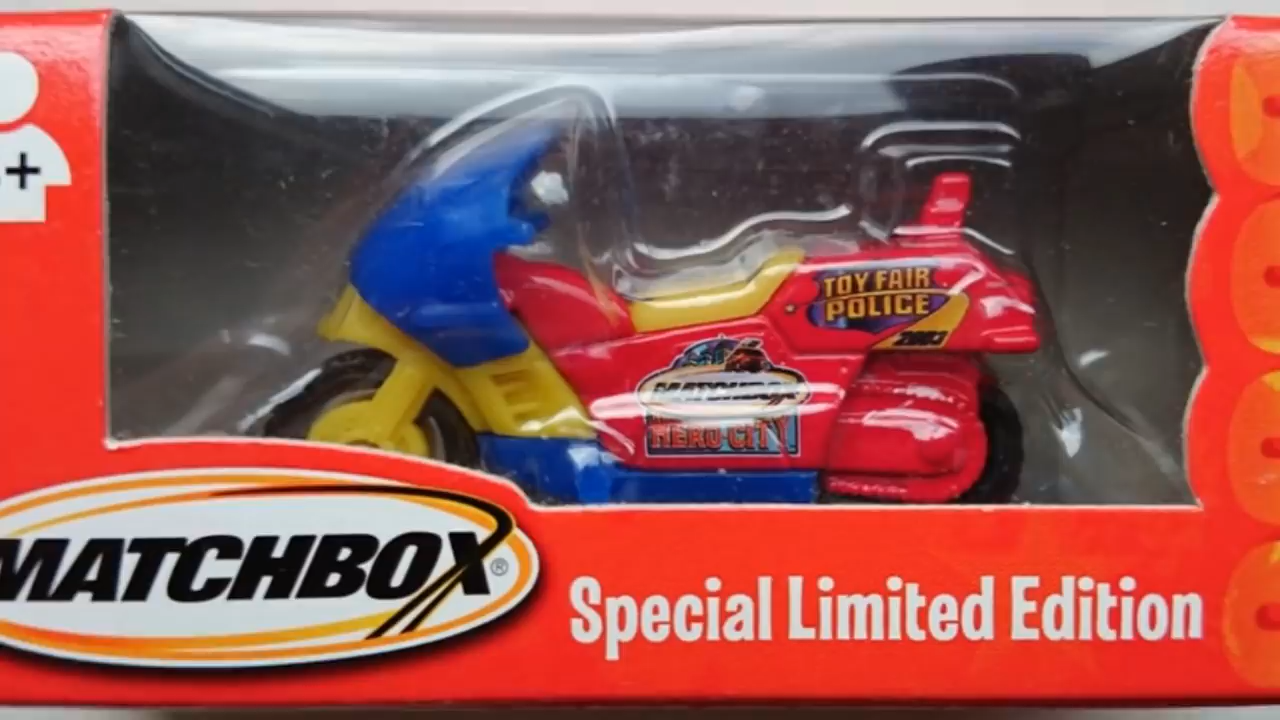 +
TOY FAIR
POLICE
2003
MATCHBOX
HERO CITY
MATCHBOX®
Special Limited Edition